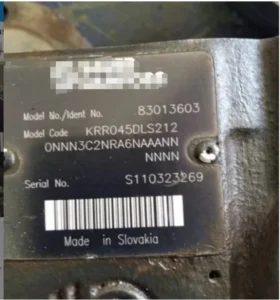 Model No./Ident No. 83013603
Model Code KRR045DLS212
0NNN3C2NRA6NAAANN
NNNN
Serial No. S110323269
Made in Slovakia